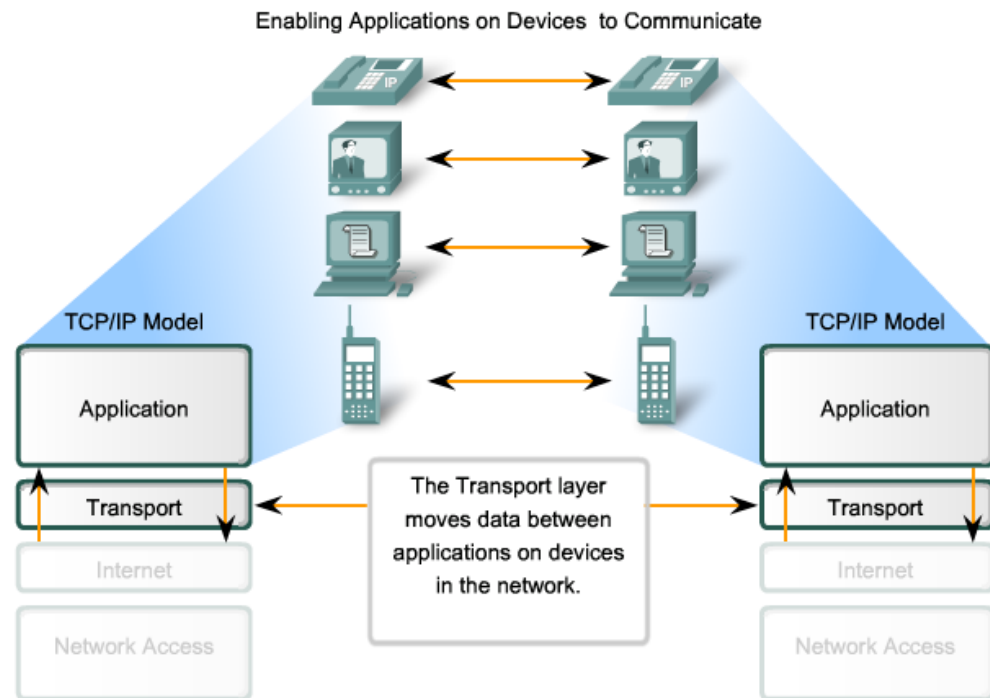 Enabling Applications on Devices to Communicate
IP
IP
TCP/IP Model
TCP/IP Model
Application
Application
The Transport layer
moves data between
applications on devices
in the network.
Transport
Transport
Internet
Internet
Network Access
Network Access